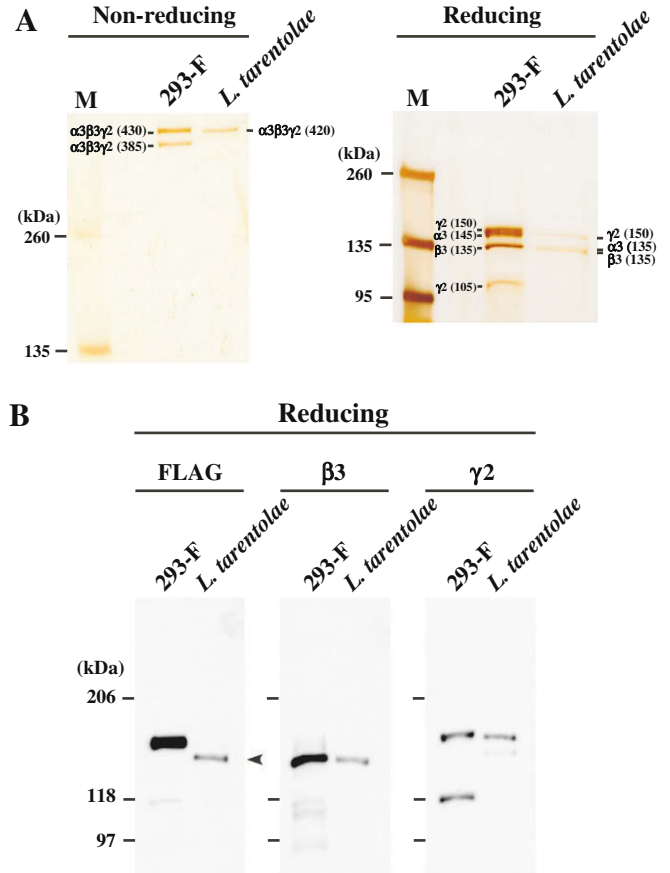 A
Non-reducing
Reducing
M
293-F
L. tarentolae
M
293-F
L. tarentolae
α3β3γ2 (430)
α3β3γ2 (385)
α3β3γ2 (420)
(kDa)
260
135
(kDa)
260
135
95
γ2 (150)
α3 (145)
β3 (135)
γ2 (105)
γ2 (150)
α3 (135)
β3 (135)
B
Reducing
FLAG
β3
γ2
293-F
L. tarentolae
293-F
L. tarentolae
293-F
L. tarentolae
(kDa)
206
118
97